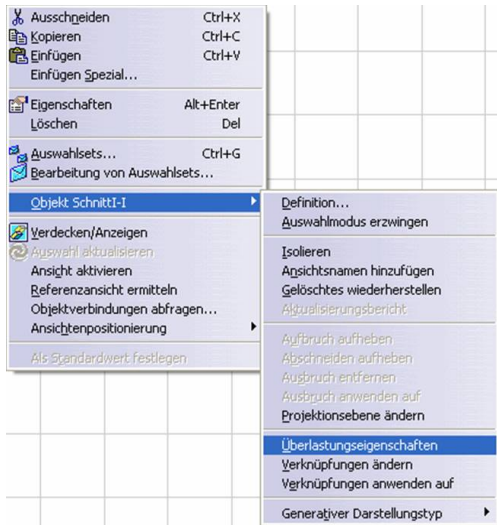 Ausschneiden Ctrl+X
Kopieren Ctrl+C
Einfügen Ctrl+V
Einfügen Spezial...
Eigenschaften Alt+Enter
Löschen Del
Auswahlsets... Ctrl+G
Bearbeitung von Auswahlsets...
Objekt SchnittI-I
Verdecken/Anzeigen
Auswahl aktualisieren
Ansicht aktivieren
Referenzansicht ermitteln
Objektverbindungen abfragen...
Ansichtenpositionierung
Als Standardwert festlegen
Definition...
Auswahlmodus erzwingen
Isolieren
Ansichtsnamen hinzufügen
Gelöschtes wiederherstellen
Aktualisierungsbericht
Aufbruch aufheben
Abschneiden aufheben
Ausbruch entfernen
Ausbruch anwenden auf
Projektionsebene ändern
Überlastungseigenschaften
Verknüpfungen ändern
Verknüpfungen anwenden auf
Generativer Darstellungstyp